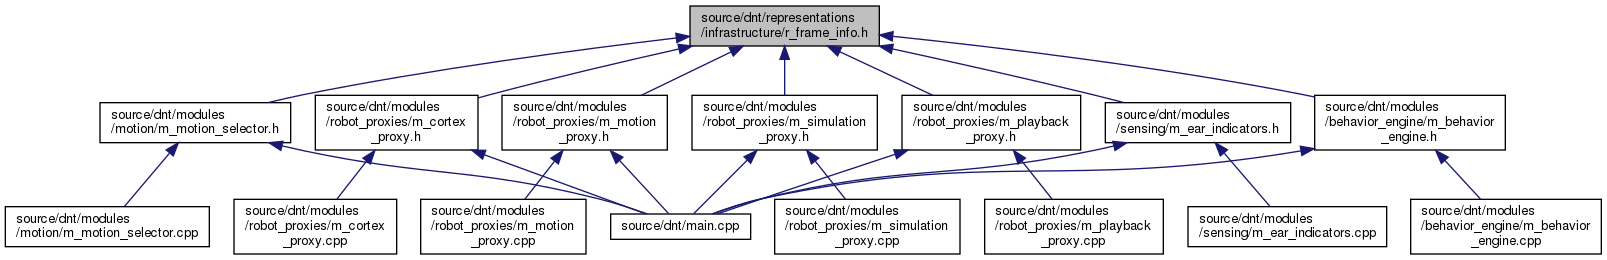 source/dnt/representations
/infrastructure/r_frame_info.h
source/dnt/modules
/motion/m_motion_selector.h
source/dnt/modules
/robot_proxies/m_cortex
_proxy.h
source/dnt/modules
/robot_proxies/m_motion
_proxy.h
source/dnt/modules
/robot_proxies/m_simulation
_proxy.h
source/dnt/modules
/robot_proxies/m_playback
_proxy.h
source/dnt/modules
/sensing/m_ear_indicators.h
source/dnt/modules
/behavior_engine/m_behavior
_engine.h
source/dnt/modules
/motion/m_motion_selector.cpp
source/dnt/modules
/robot_proxies/m_cortex
_proxy.cpp
source/dnt/modules
/robot_proxies/m_motion
_proxy.cpp
source/dnt/main.cpp
source/dnt/modules
/robot_proxies/m_simulation
_proxy.cpp
source/dnt/modules
/robot_proxies/m_playback
_proxy.cpp
source/dnt/modules
/sensing/m_ear_indicators.cpp
source/dnt/modules
/behavior_engine/m_behavior
_engine.cpp